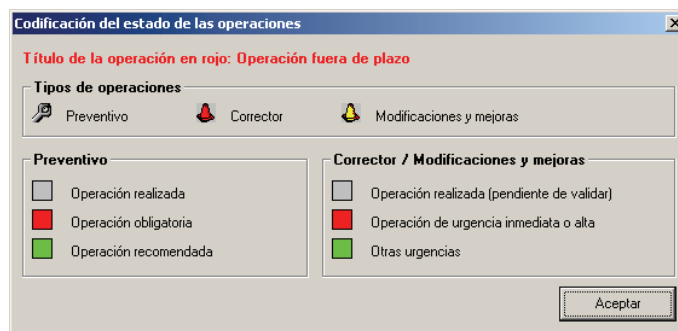 Codificación del estado de las operaciones
Título de la operación en rojo: Operación fuera de plazo
Tipos de operaciones
Preventivo Corrector Modificaciones y mejoras
Preventivo
Operación realizada
Operación obligatoria
Operación recomendada
Corrector / Modificaciones y mejoras
Operación realizada (pendiente de validar)
Operación de urgencia inmediata o alta
Otras urgencias
Aceptar